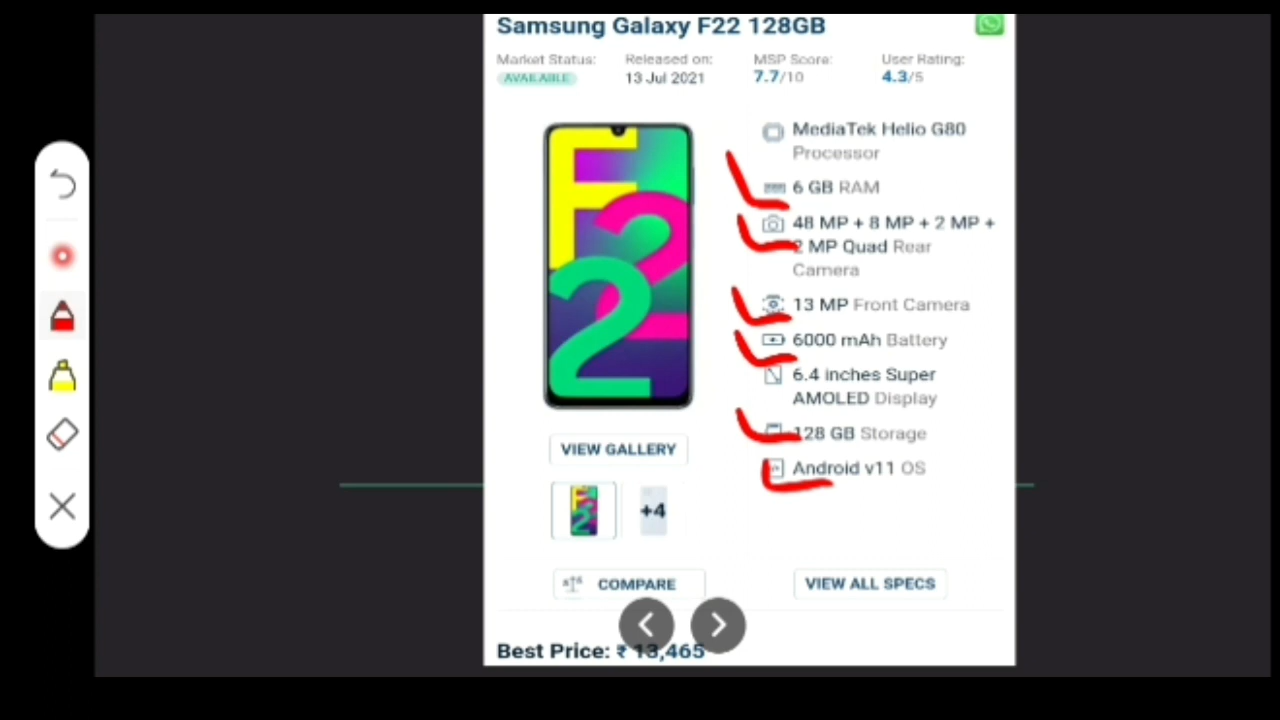 Samsung Galaxy F22 128GB
Market Status:
AVAILABLE
Released on:
13 Jul 2021
MSP Score:
7.7/10
User Rating:
4.3/5
F22
MediaTek Helio G80
Processor
6 GB RAM
48 MP + 8 MP + 2 MP +
2 MP Quad Rear
Camera
13 MP Front Camera
6000 mAh Battery
6.4 inches Super
AMOLED Display
128 GB Storage
Android v11 OS
VIEW GALLERY
F22
+4
COMPARE
VIEW ALL SPECS
Best Price: ₹ 13,465